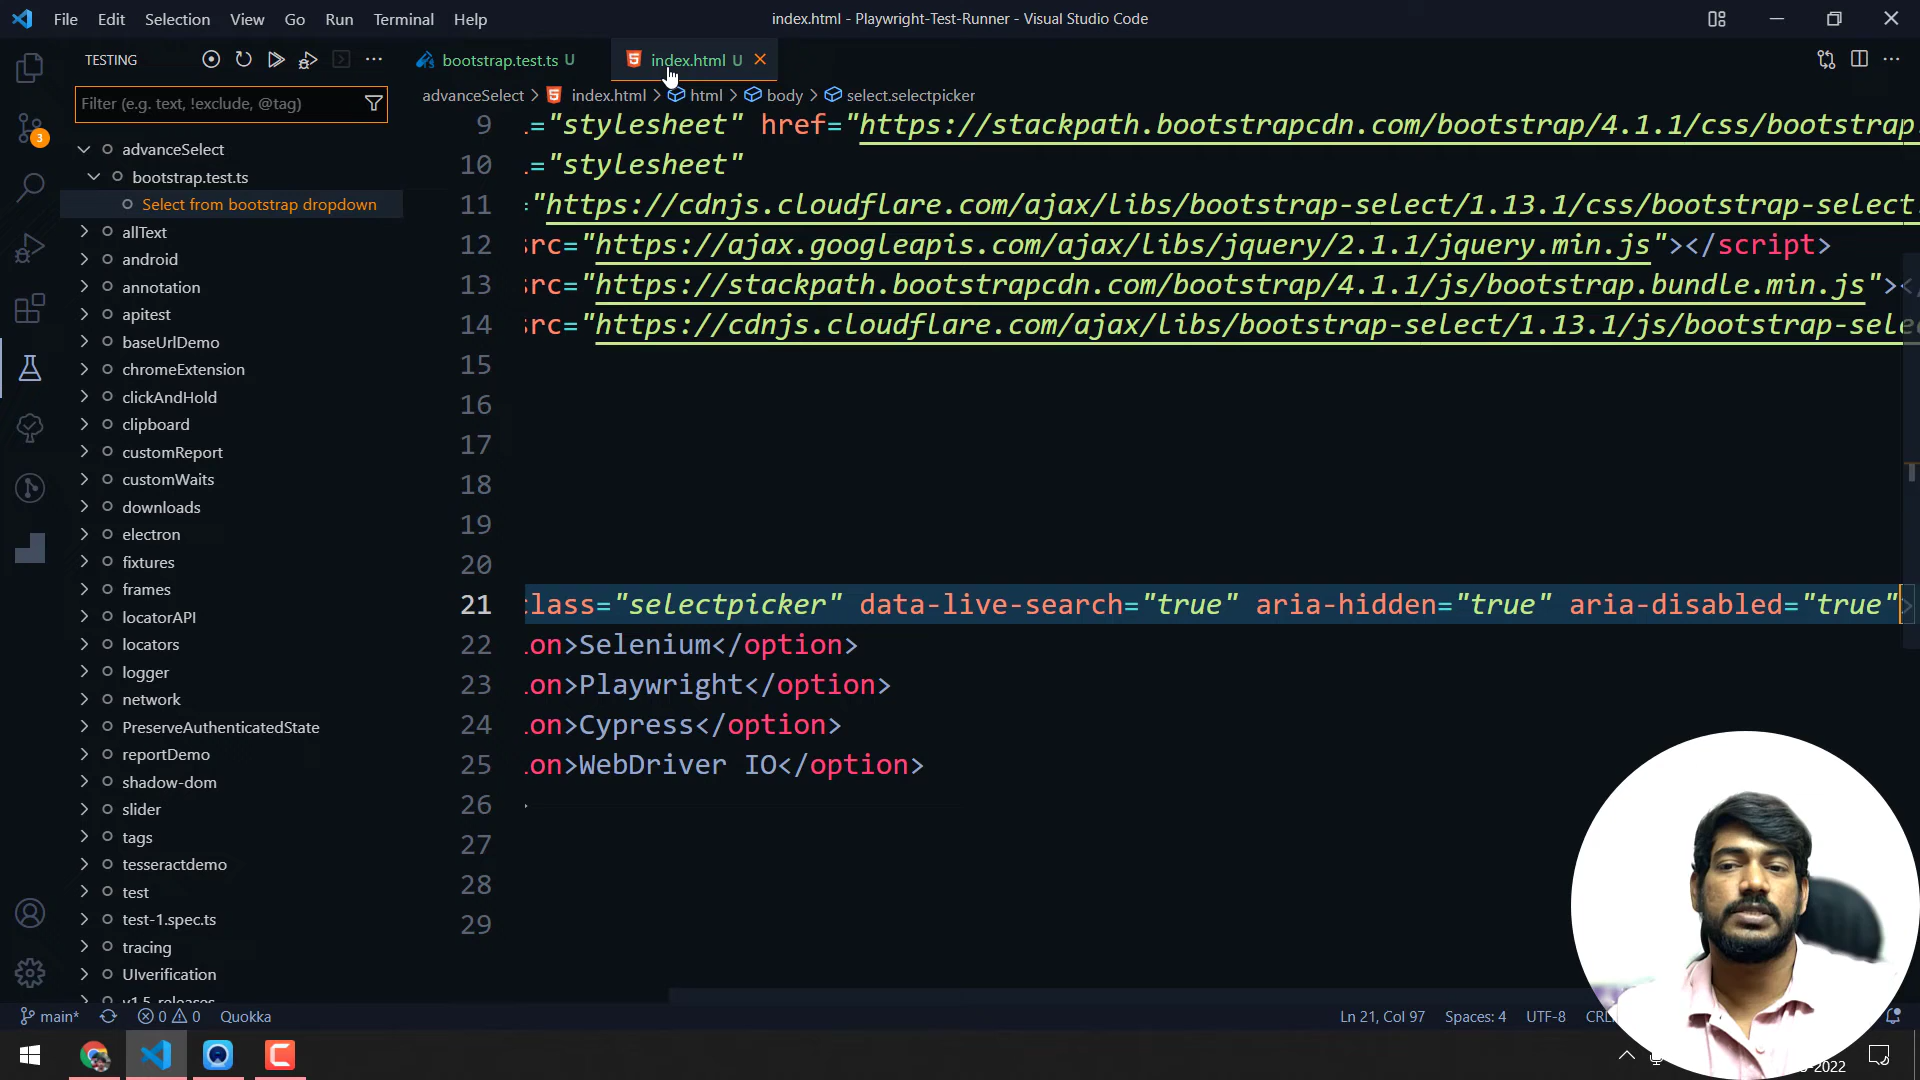 File Edit Selection View Go Run Terminal Help
index.html - Playwright-Test-Runner - Visual Studio Code
TESTING
bootstrap.test.ts U
index.html U
Filter (e.g. text, !exclude, @tag)
advanceSelect > index.html > html > body > select.selectpicker
3
advanceSelect
bootstrap.test.ts
Select from bootstrap dropdown
allText
android
annotation
apitest
baseUrlDemo
chromeExtension
clickAndHold
clipboard
customReport
customWaits
downloads
electron
fixtures
frames
locatorAPI
locators
logger
network
PreserveAuthenticatedState
reportDemo
shadow-dom
slider
tags
tesseractdemo
test
test-1.spec.ts
tracing
UIverification
v1.5_releases
9 ="stylesheet" href="https://stackpath.bootstrapcdn.com/bootstrap/4.1.1/css/bootstrap.
10 ="stylesheet"
11 ="https://cdnjs.cloudflare.com/ajax/libs/bootstrap-select/1.13.1/css/bootstrap-select.
12 src="https://ajax.googleapis.com/ajax/libs/jquery/2.1.1/jquery.min.js"></script>
13 src="https://stackpath.bootstrapcdn.com/bootstrap/4.1.1/js/bootstrap.bundle.min.js"></
14 src="https://cdnjs.cloudflare.com/ajax/libs/bootstrap-select/1.13.1/js/bootstrap-sele
15
16
17
18
19
20
21 class="selectpicker" data-live-search="true" aria-hidden="true" aria-disabled="true">
22 on>Selenium</option>
23 on>Playwright</option>
24 on>Cypress</option>
25 on>WebDriver IO</option>
26 >
27
28
29
main* 0 0 Quokka
Ln 21, Col 97 Spaces: 4 UTF-8
-2022